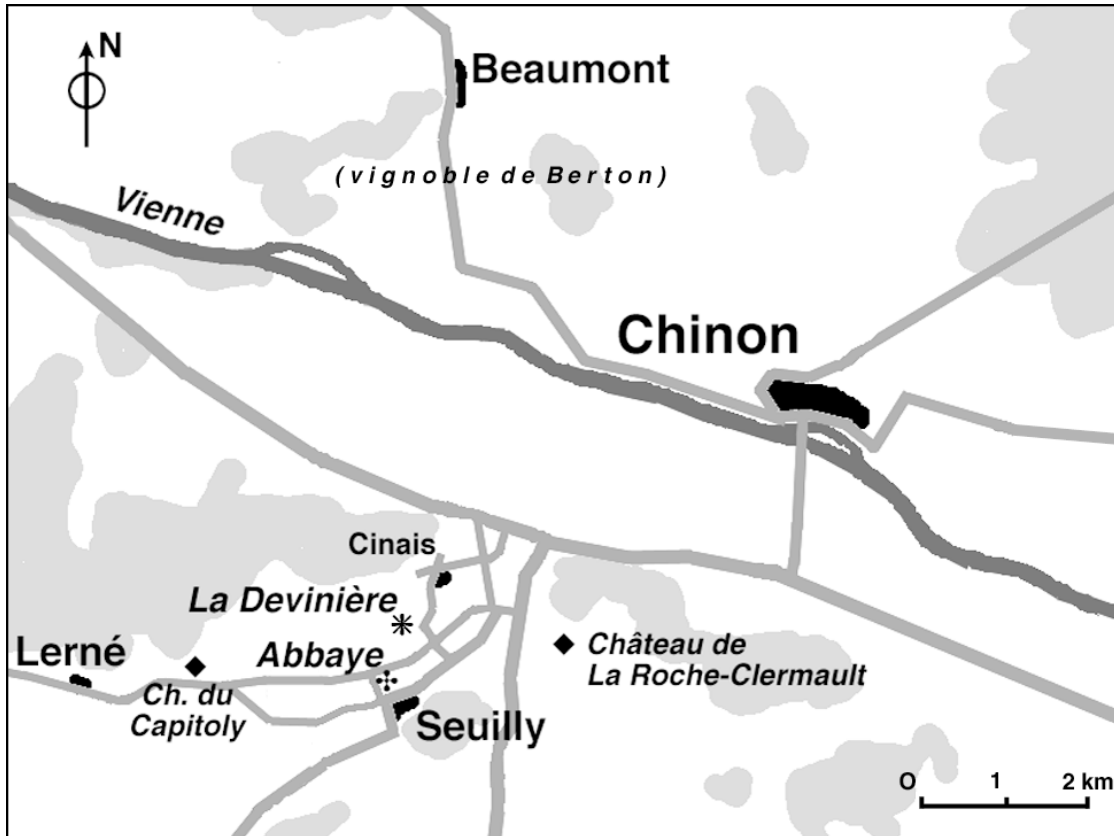 N
Beaumont
(vignoble de Berton)
Vienne
Chinon
Cinais
La Devinière
Abbaye
Lerné
Château de
La Roche-Clermault
Ch. du
Capitoly
Seuilly
O 1 2 km